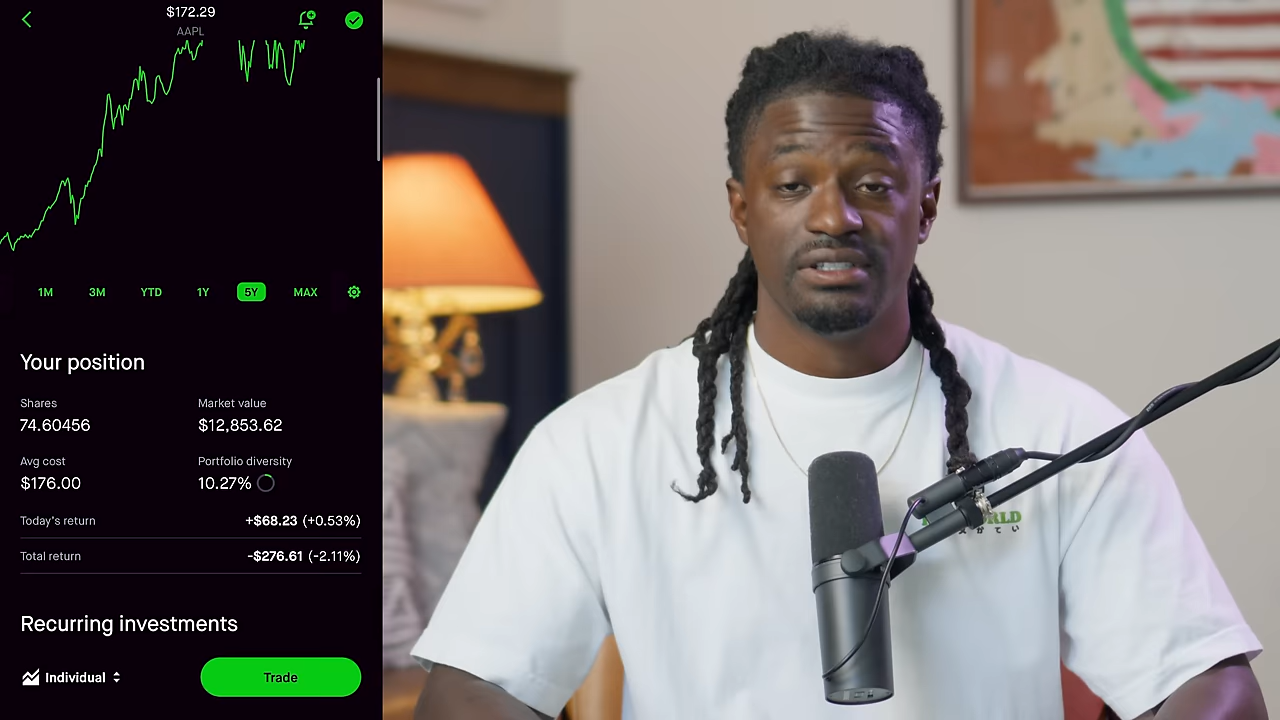 $172.29
AAPL
1M 3M YTD 1Y 5Y MAX
Your position
Shares Market value
74.60456 $12,853.62
Avg cost Portfolio diversity
$176.00 10.27%
Today's return +$68.23 (+0.53%)
Total return -$276.61 (-2.11%)
Recurring investments
Individual Trade